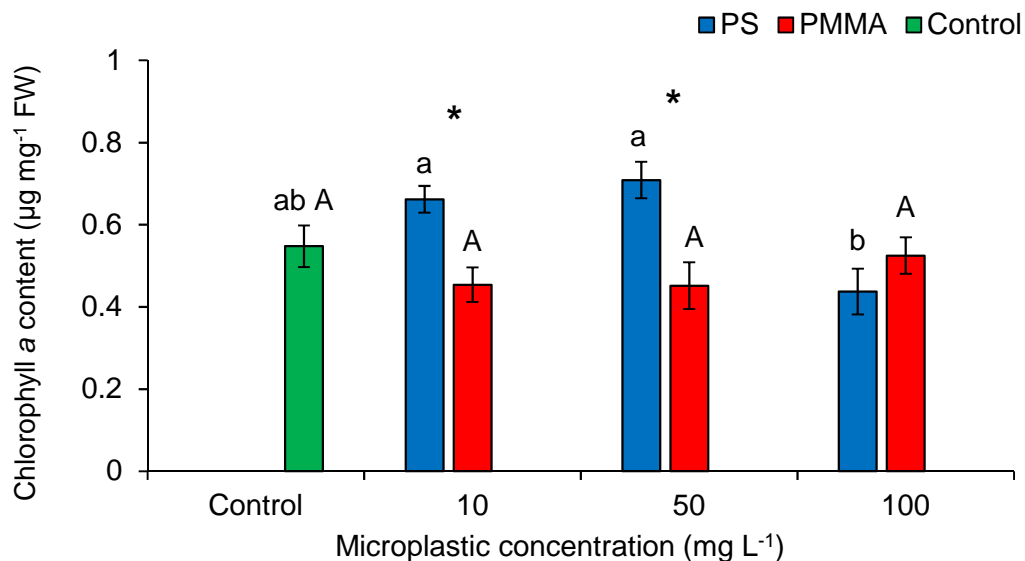 PS PMMA Control
Chlorophyll a content (µg mg⁻¹ FW)
1
0.8
0.6
0.4
0.2
0
ab A
a
A
*
a
A
*
b
A
Control 10 50 100
Microplastic concentration (mg L⁻¹)